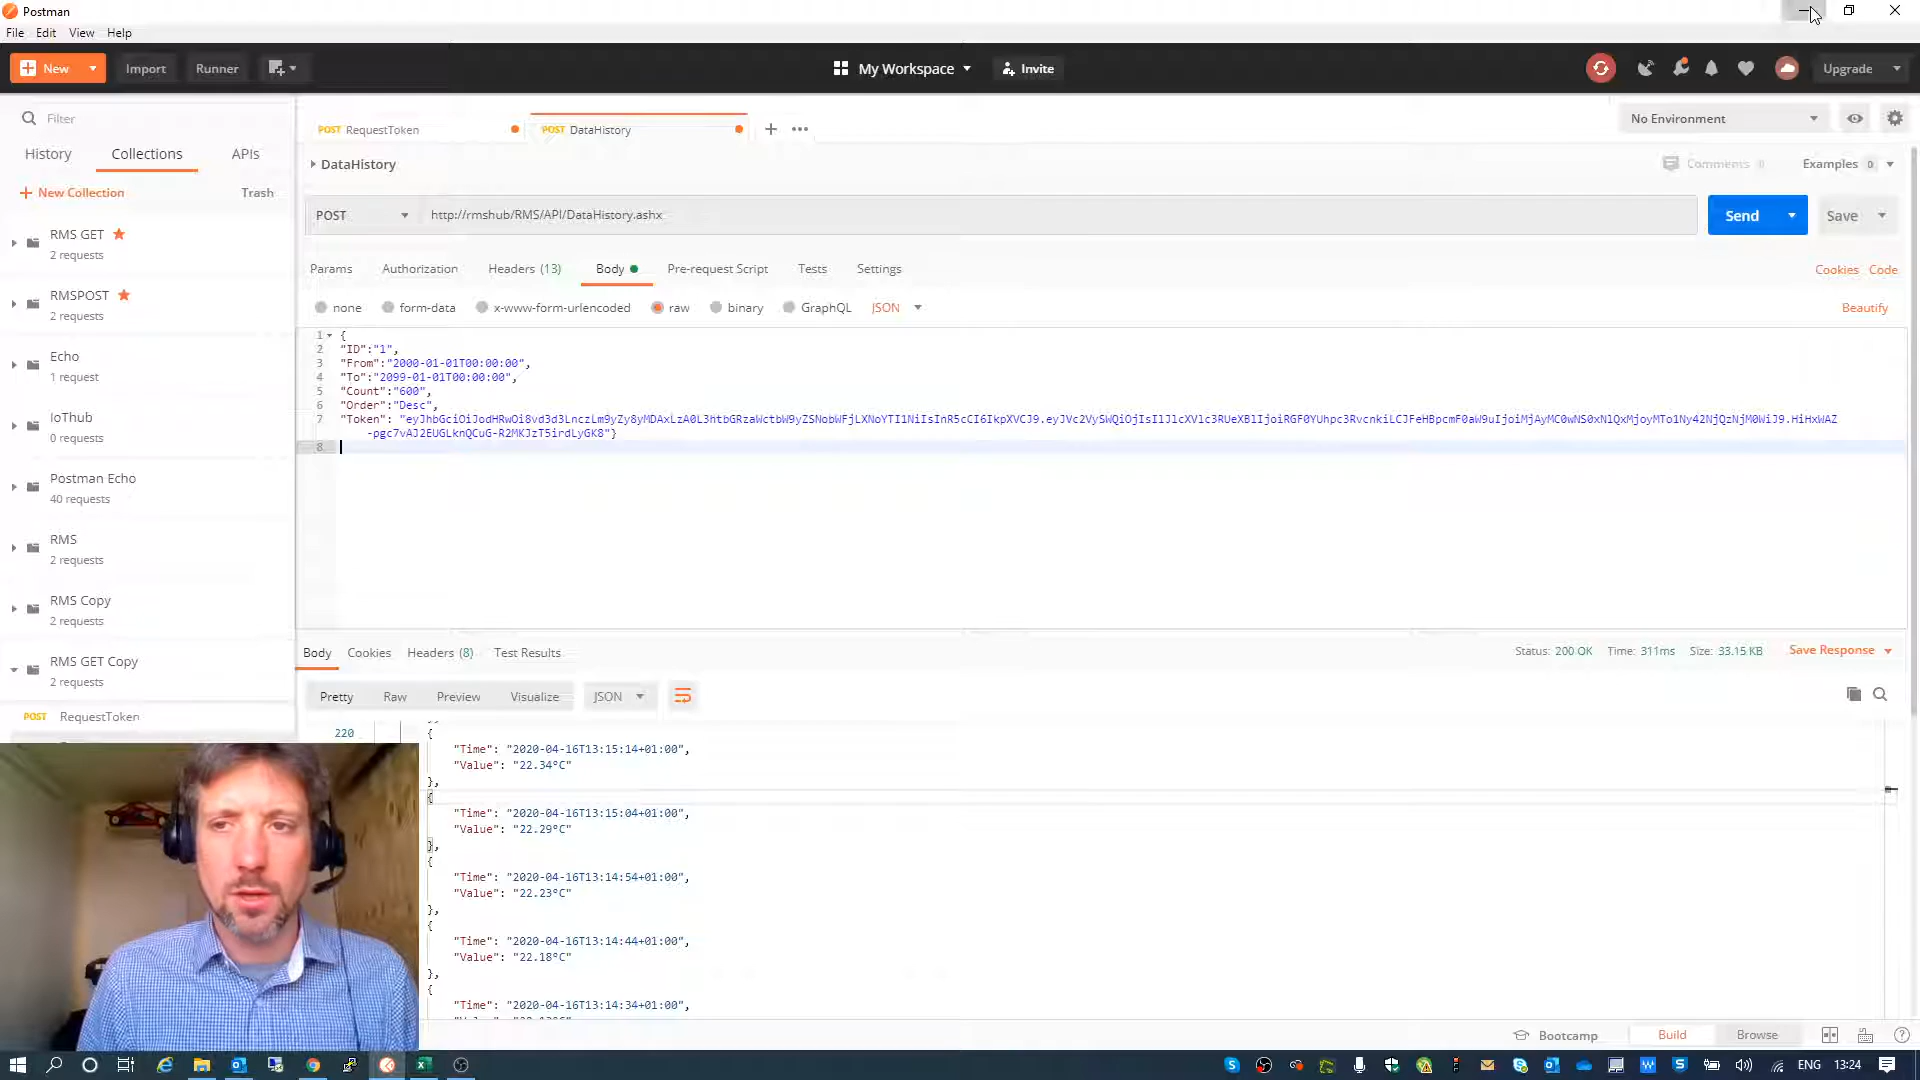 Postman
File Edit View Help
New Import Runner My Workspace Invite Upgrade
Filter
History Collections APIs
New Collection Trash
RMS GET
2 requests
RMSPOST
2 requests
Echo
1 request
IoThub
0 requests
Postman Echo
40 requests
RMS
2 requests
RMS Copy
2 requests
RMS GET Copy
2 requests
POST RequestToken
POST RequestToken POST DataHistory No Environment
DataHistory Comments 0 Examples 0
POST http://rmshub/RMS/API/DataHistory.ashx Send Save
Params Authorization Headers (13) Body Pre-request Script Tests Settings Cookies Code
none form-data x-www-form-urlencoded raw binary GraphQL JSON Beautify
1 {
2 "ID":"1",
3 "From":"2000-01-01T00:00:00",
4 "To":"2099-01-01T00:00:00",
5 "Count":"600",
6 "Order":"Desc",
7 "Token":
8
Body Cookies Headers (8) Test Results Status: 200 OK Time: 311ms Size: 33.15 KB Save Response
Pretty Raw Preview Visualize JSON
220 {
"Time": "2020-04-16T13:15:14+01:00",
"Value": "22.34°C"
},
{
"Time": "2020-04-16T13:15:04+01:00",
"Value": "22.29°C"
},
{
"Time": "2020-04-16T13:14:54+01:00",
"Value": "22.23°C"
},
{
"Time": "2020-04-16T13:14:44+01:00",
"Value": "22.18°C"
},
{
"Time": "2020-04-16T13:14:34+01:00",
Bootcamp Build Browse
ENG 13:24